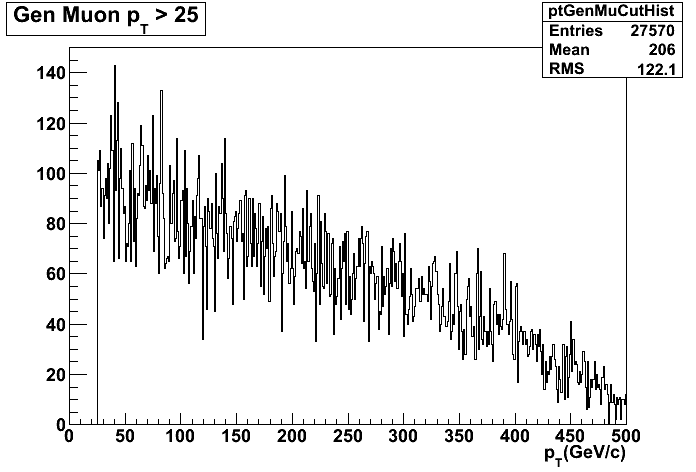 Gen Muon p_T > 25
ptGenMuCutHist
Entries 27570
Mean 206
RMS 122.1
140
120
100
80
60
40
20
0
0 50 100 150 200 250 300 350 400 450 500
p_T(GeV/c)